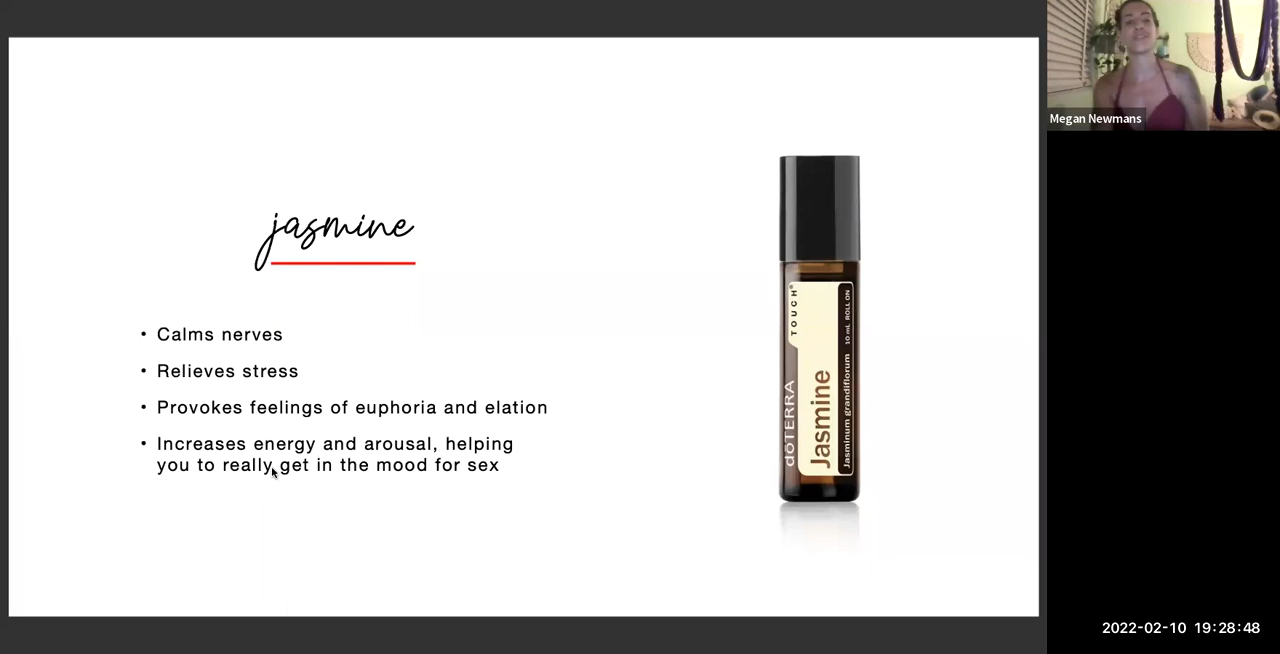 jasmine
• Calms nerves
• Relieves stress
• Provokes feelings of euphoria and elation
• Increases energy and arousal, helping
you to really get in the mood for sex
dōTERRA
TOUCH®
Jasmine
Jasminum grandiflorum 10 mL ROLL ON
Megan Newmans
2022-02-10 19:28:48